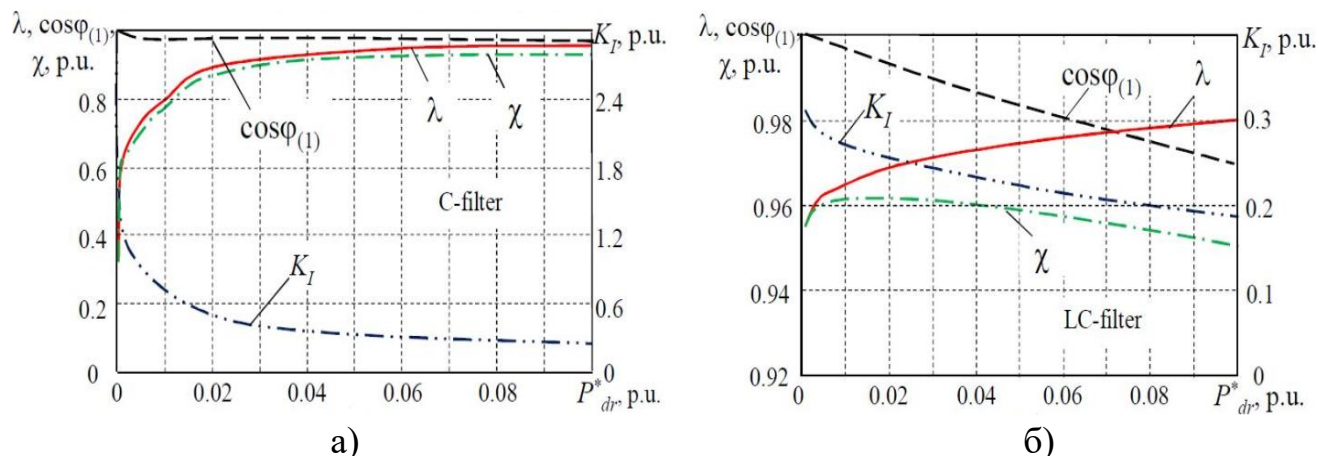 λ, cosφ(1)
χ, p.u.
0.8
0.6
0.4
0.2
0
K_I, p.u.
2.4
1.8
1.2
0.6
0
cosφ(1)
λ
χ
C-filter
K_I
0
0.02
0.04
0.06
0.08
P*dr, p.u.
а)
λ, cosφ(1)
χ, p.u.
0.98
0.96
0.94
0.92
K_I, p.u.
0.3
0.2
0.1
0
K_I
cosφ(1)
λ
χ
LC-filter
0
0.02
0.04
0.06
0.08
P*dr, p.u.
б)